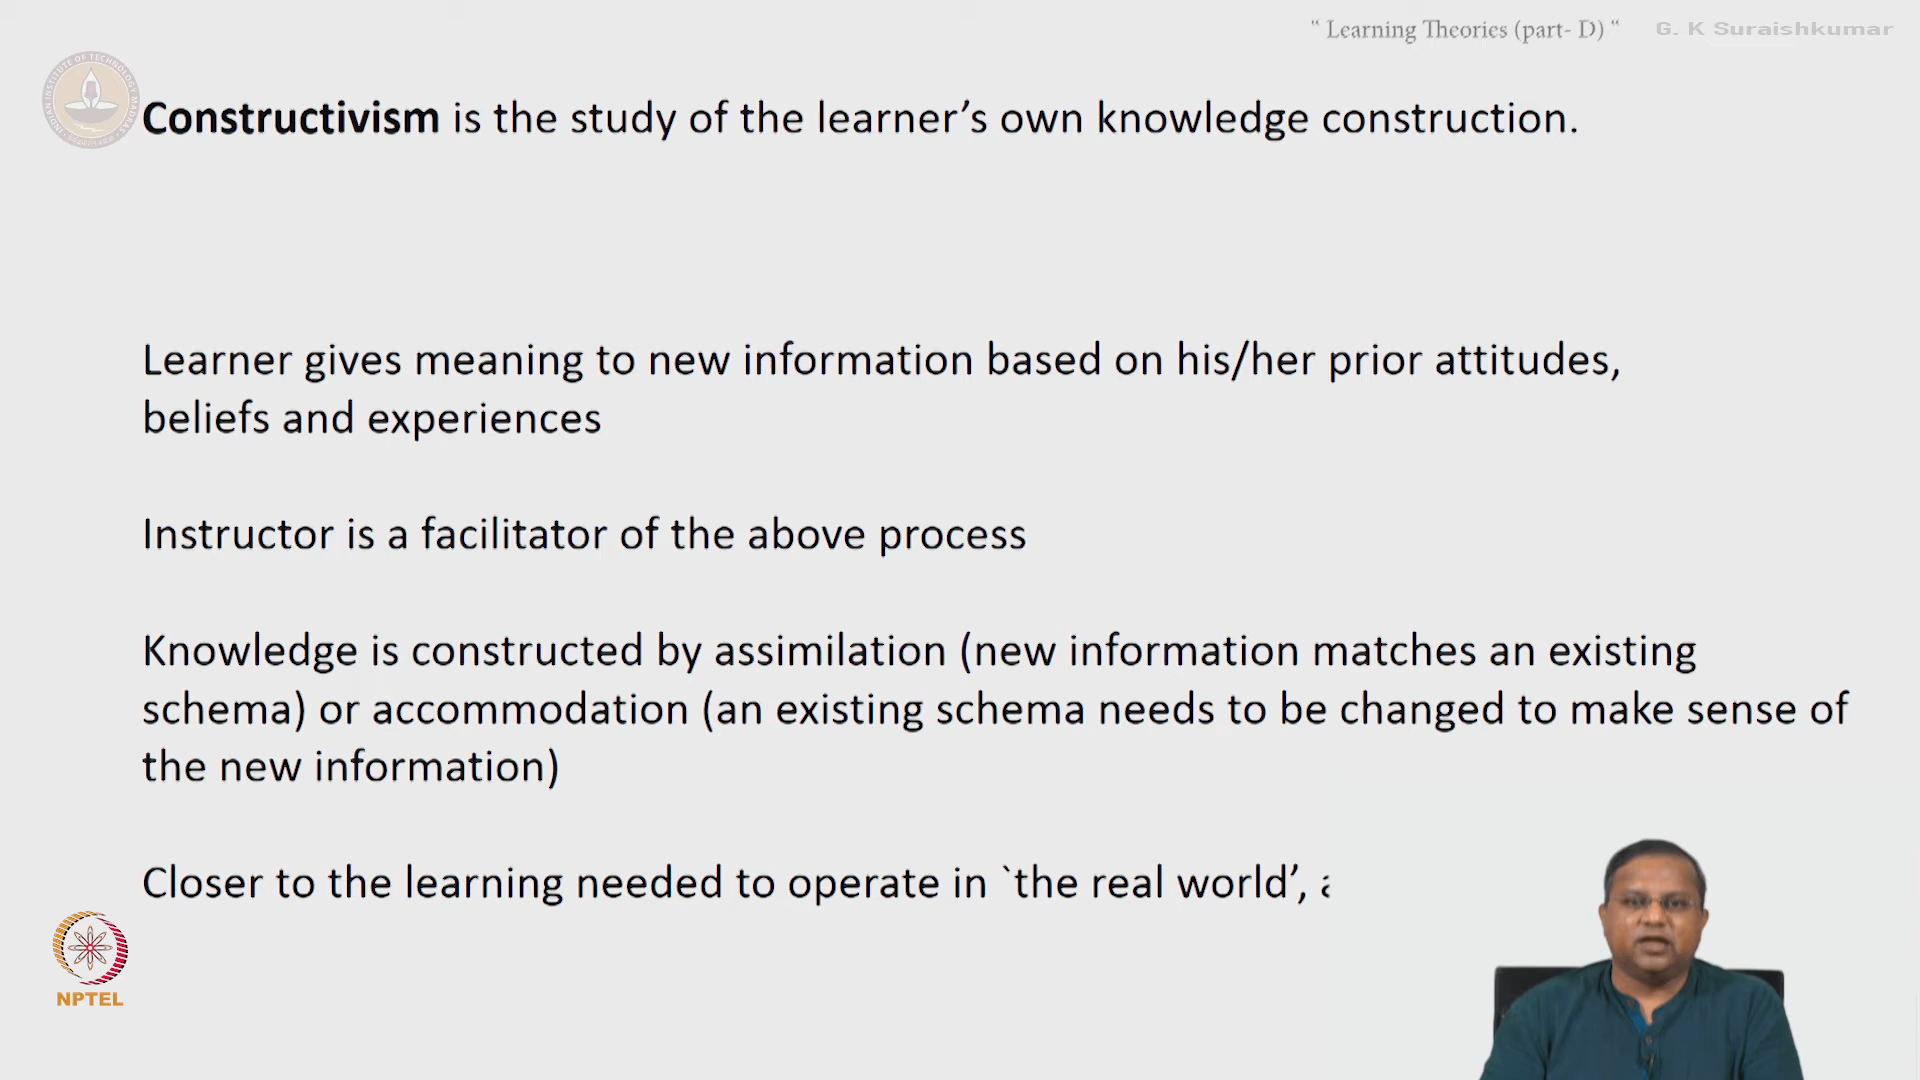 “ Learning Theories (part- D) “ G. K Suraishkumar
Constructivism is the study of the learner’s own knowledge construction.
Learner gives meaning to new information based on his/her prior attitudes,
beliefs and experiences
Instructor is a facilitator of the above process
Knowledge is constructed by assimilation (new information matches an existing
schema) or accommodation (an existing schema needs to be changed to make sense of
the new information)
Closer to the learning needed to operate in `the real world’,
NPTEL